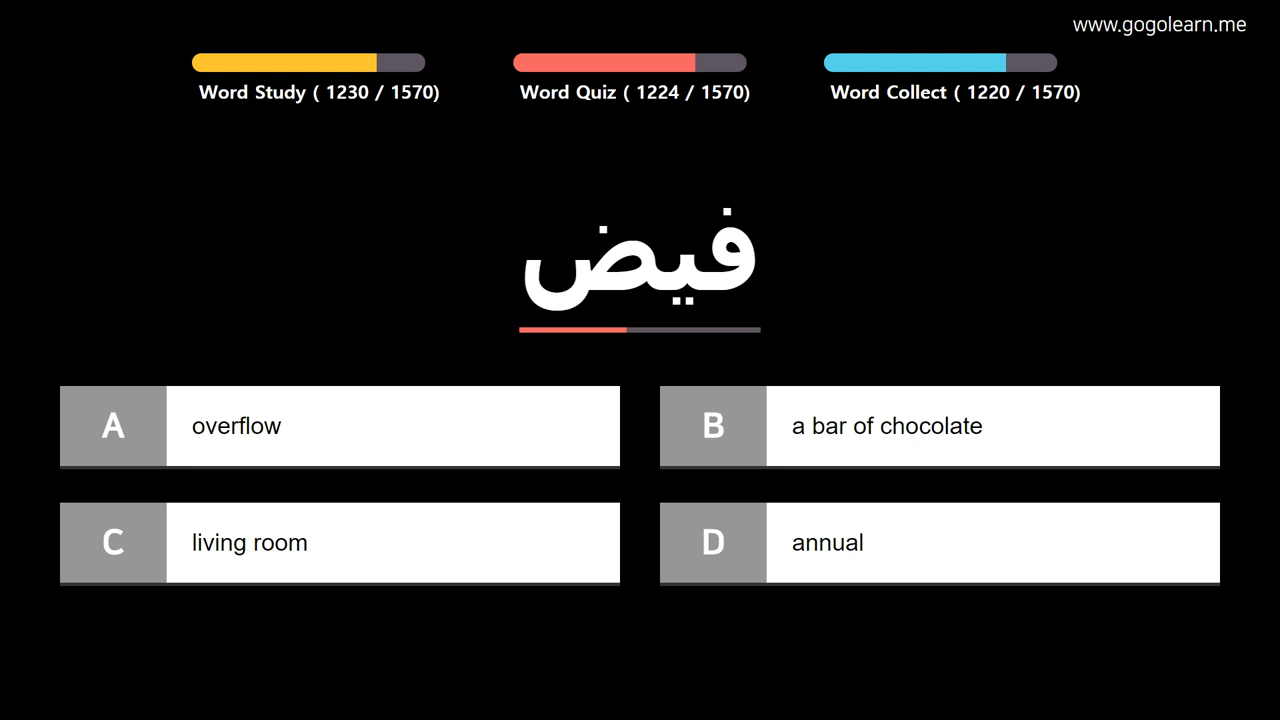 www.gogolearn.me
Word Study ( 1230 / 1570)
Word Quiz ( 1224 / 1570)
Word Collect ( 1220 / 1570)
فيض
A overflow
B a bar of chocolate
C living room
D annual